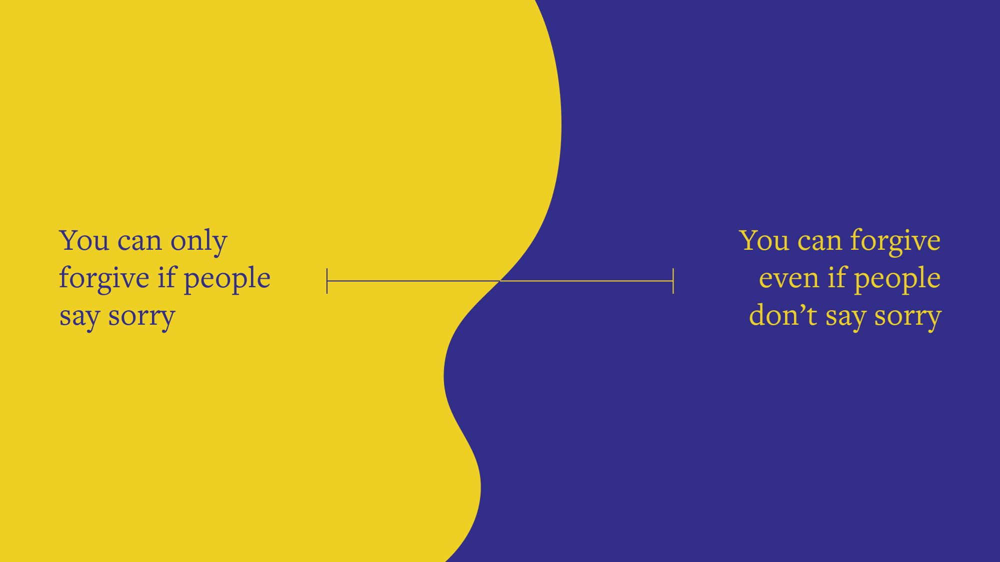 You can only
forgive if people
say sorry
You can forgive
even if people
don’t say sorry